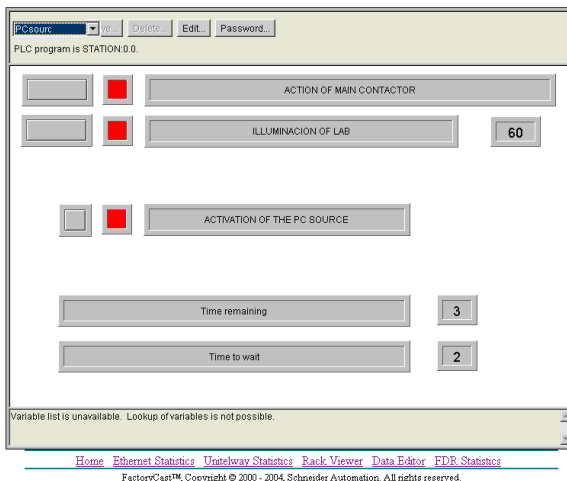 PCsourc ve... Delete... Edit... Password...
PLC program is STATION:0.0.
ACTION OF MAIN CONTACTOR
ILLUMINACION OF LAB 60
ACTIVATION OF THE PC SOURCE
Time remaining 3
Time to wait 2
Variable list is unavailable. Lookup of variables is not possible.
Home Ethernet Statistics Unitelway Statistics Rack Viewer Data Editor FDR Statistics
FactoryCast™, Copyright © 2000 - 2004, Schneider Automation. All rights reserved.